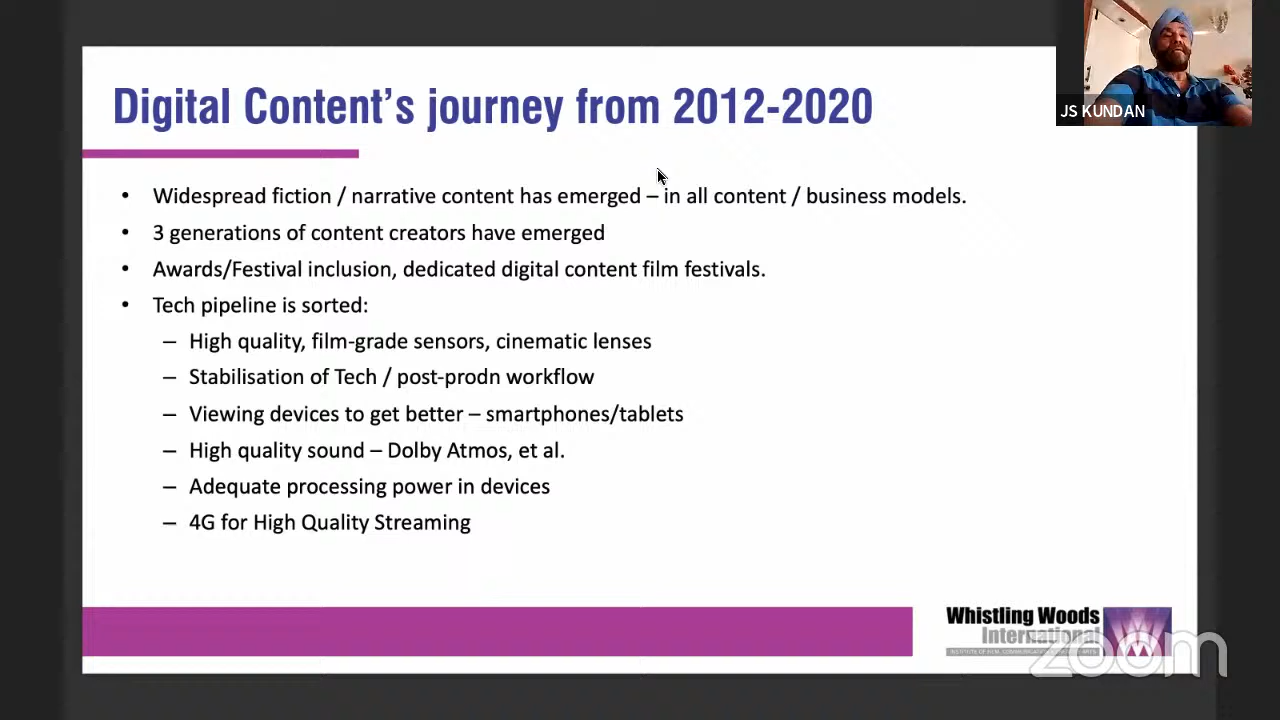 Digital Content's journey from 2012-2020
JS KUNDAN
• Widespread fiction / narrative content has emerged – in all content / business models.
• 3 generations of content creators have emerged
• Awards/Festival inclusion, dedicated digital content film festivals.
• Tech pipeline is sorted:
– High quality, film-grade sensors, cinematic lenses
– Stabilisation of Tech / post-prodn workflow
– Viewing devices to get better – smartphones/tablets
– High quality sound – Dolby Atmos, et al.
– Adequate processing power in devices
– 4G for High Quality Streaming
Whistling Woods
International
zoom